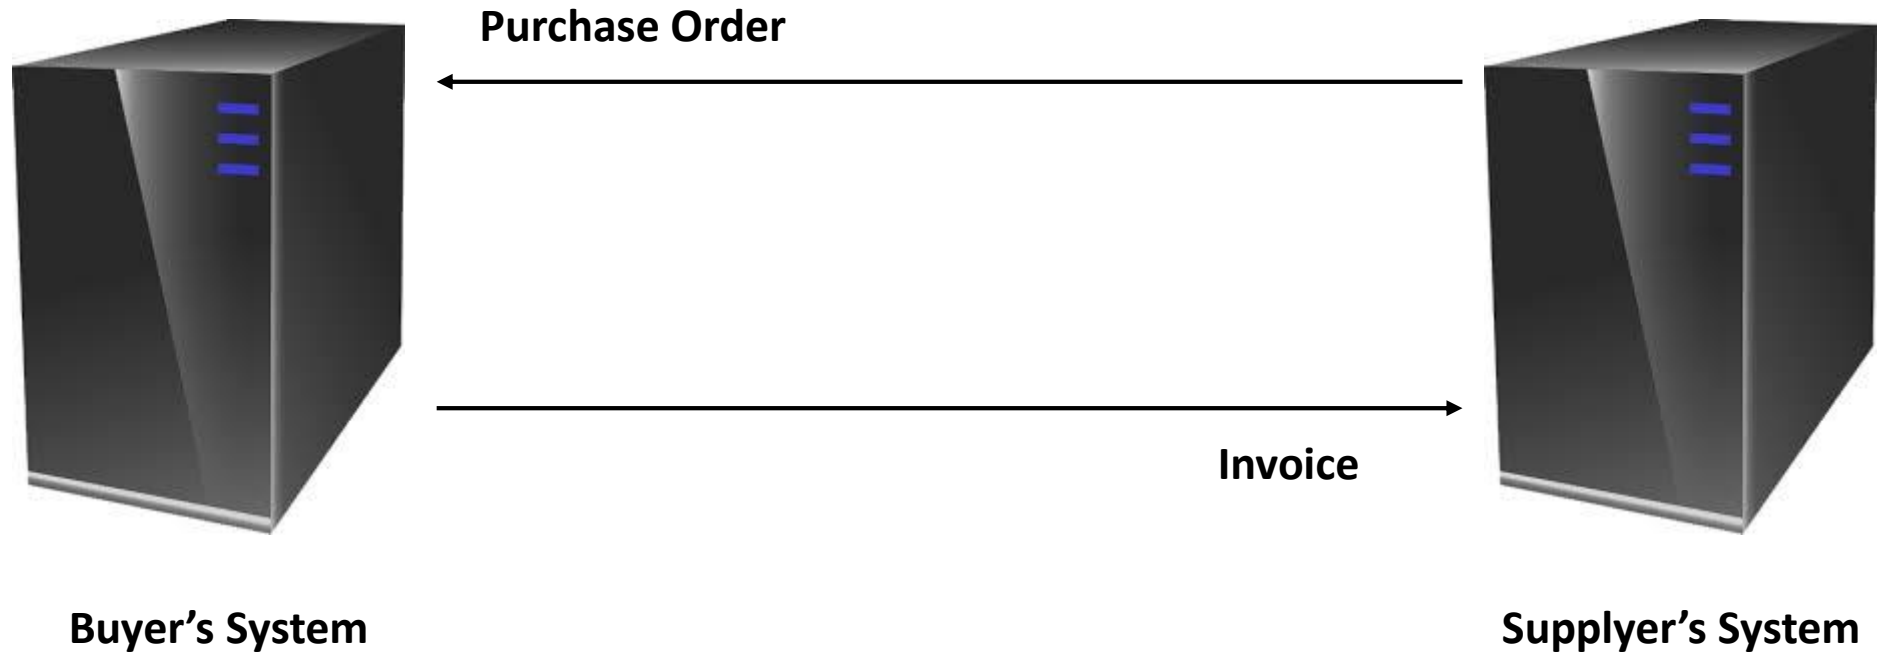 Purchase Order
Invoice
Buyer’s System
Supplyer’s System